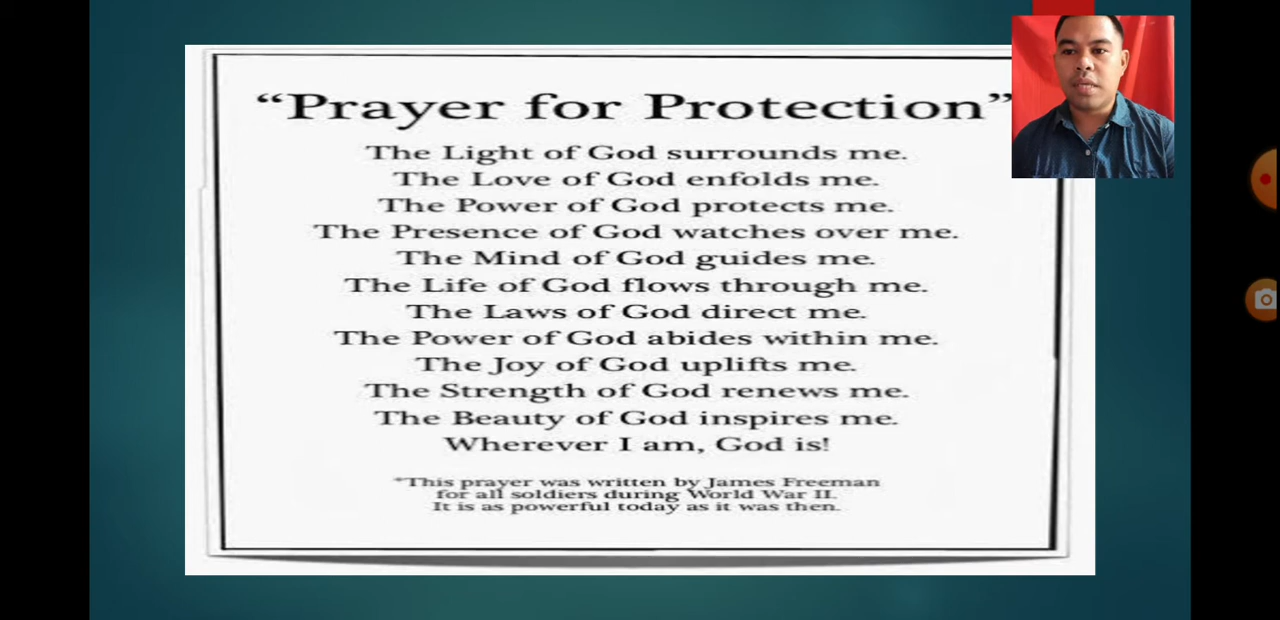 “Prayer for Protection”
The Light of God surrounds me.
The Love of God enfolds me.
The Power of God protects me.
The Presence of God watches over me.
The Mind of God guides me.
The Life of God flows through me.
The Laws of God direct me.
The Power of God abides within me.
The Joy of God uplifts me.
The Strength of God renews me.
The Beauty of God inspires me.
Wherever I am, God is!
*This prayer was written by James Freeman
for all soldiers during World War II.
It is as powerful today as it was then.